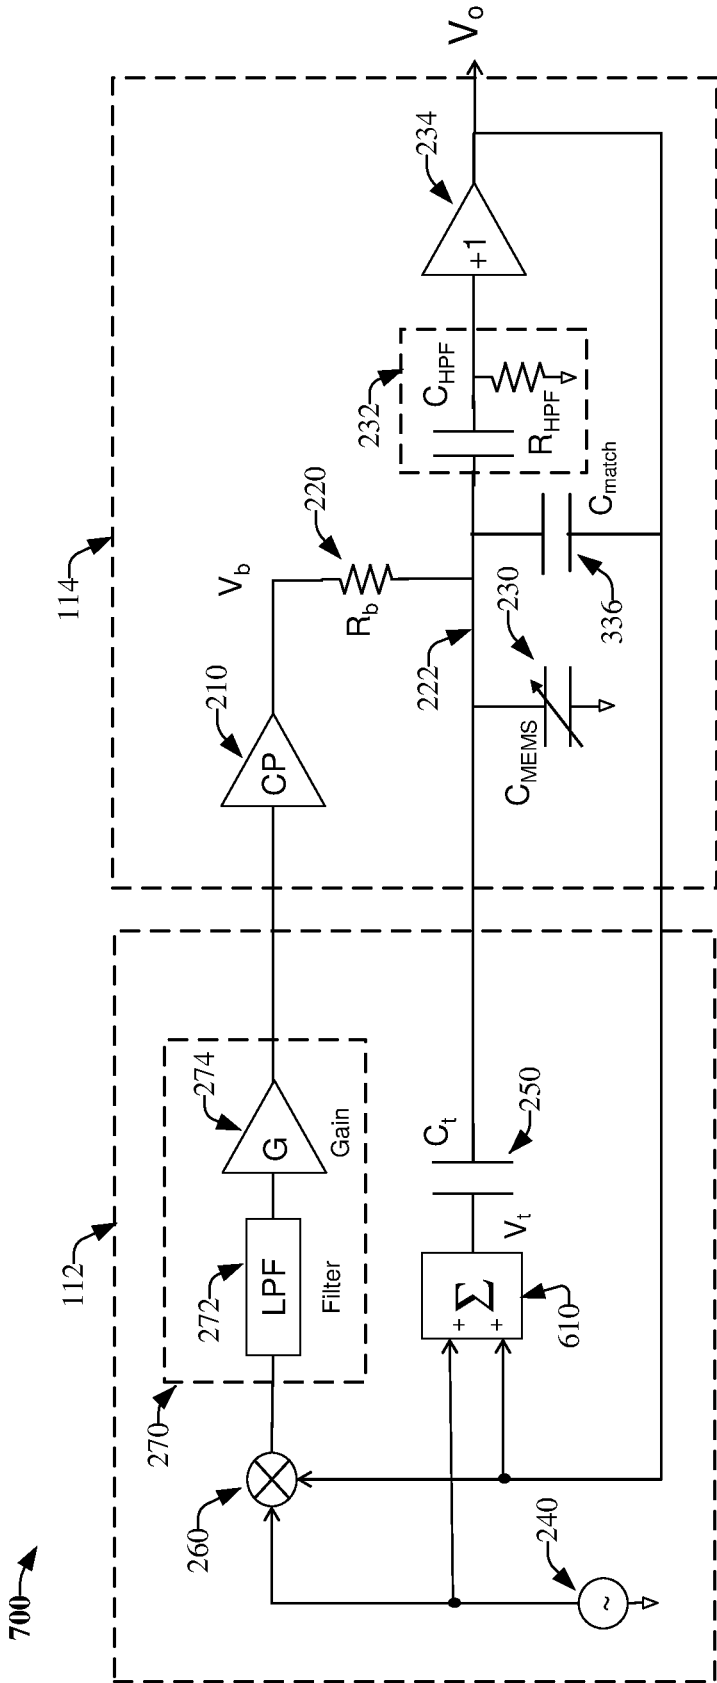 700
112
114
270
272
274
LPF
G
Filter
Gain
260
210
CP
V_b
220
R_b
222
232
C_HPF
R_HPF
234
+1
V_o
C_t
250
V_t
Σ
+
+
610
C_MEMS
230
C_match
336
240
~